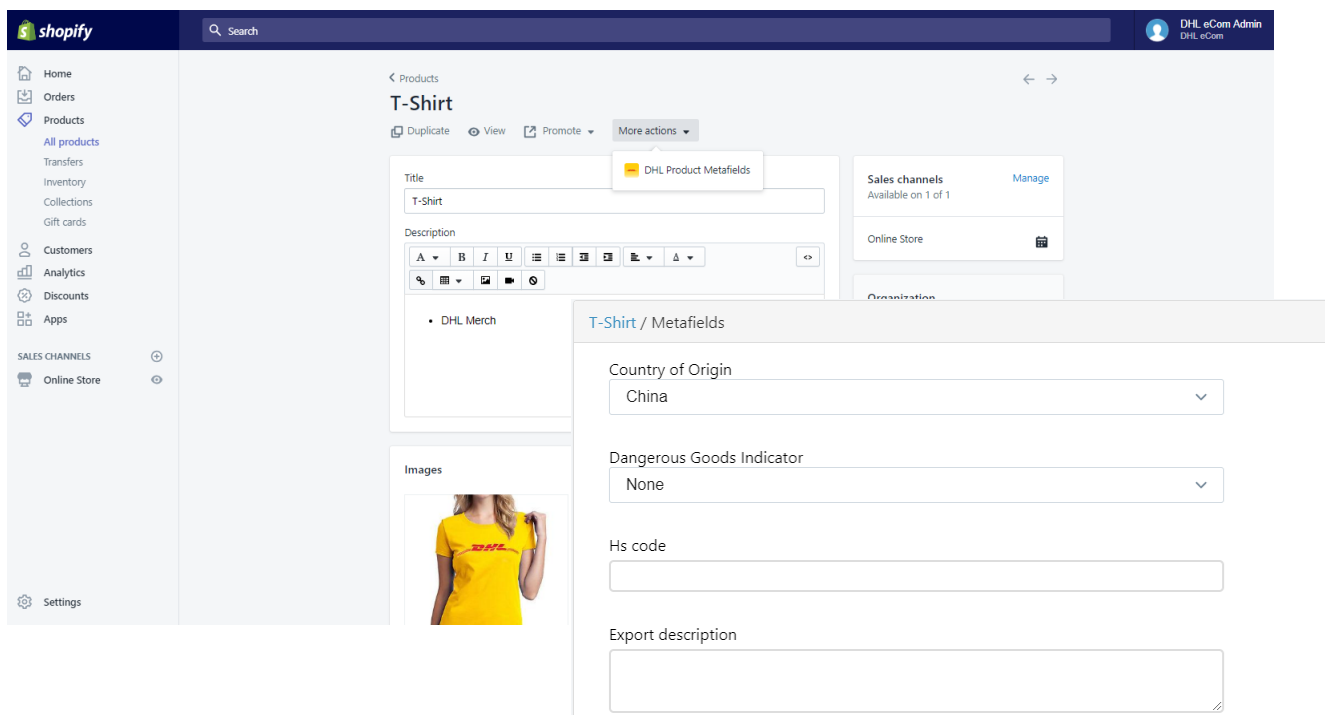 shopify
Search
DHL eCom Admin
DHL eCom
Home
Orders
Products
All products
Transfers
Inventory
Collections
Gift cards
Customers
Analytics
Discounts
Apps
SALES CHANNELS
Online Store
Settings
Products
T-Shirt
Duplicate View Promote More actions
DHL Product Metafields
Title
T-Shirt
Description
A B I U A
DHL Merch
Images
DHL
Sales channels Manage
Available on 1 of 1
Online Store
Organization
T-Shirt / Metafields
Country of Origin
China
Dangerous Goods Indicator
None
Hs code
Export description